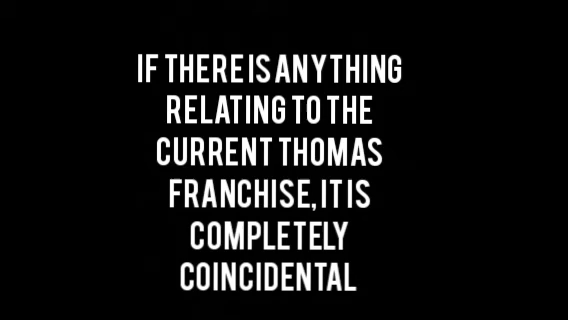 IF THERE IS ANYTHING
RELATING TO THE
CURRENT THOMAS
FRANCHISE, IT IS
COMPLETELY
COINCIDENTAL